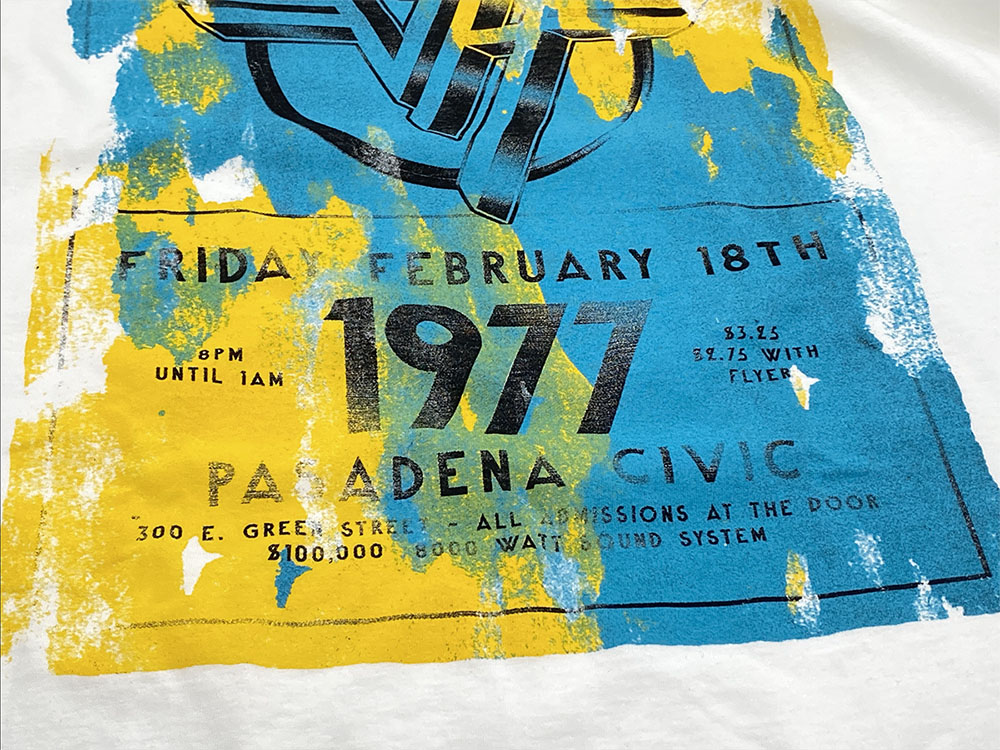 VH
FRIDAY FEBRUARY 18TH
1977
8PM
UNTIL 1AM
$3.25
$2.75 WITH
FLYER
PASADENA CIVIC
300 E. GREEN STREET - ALL ADMISSIONS AT THE DOOR
$100,000 8000 WATT SOUND SYSTEM